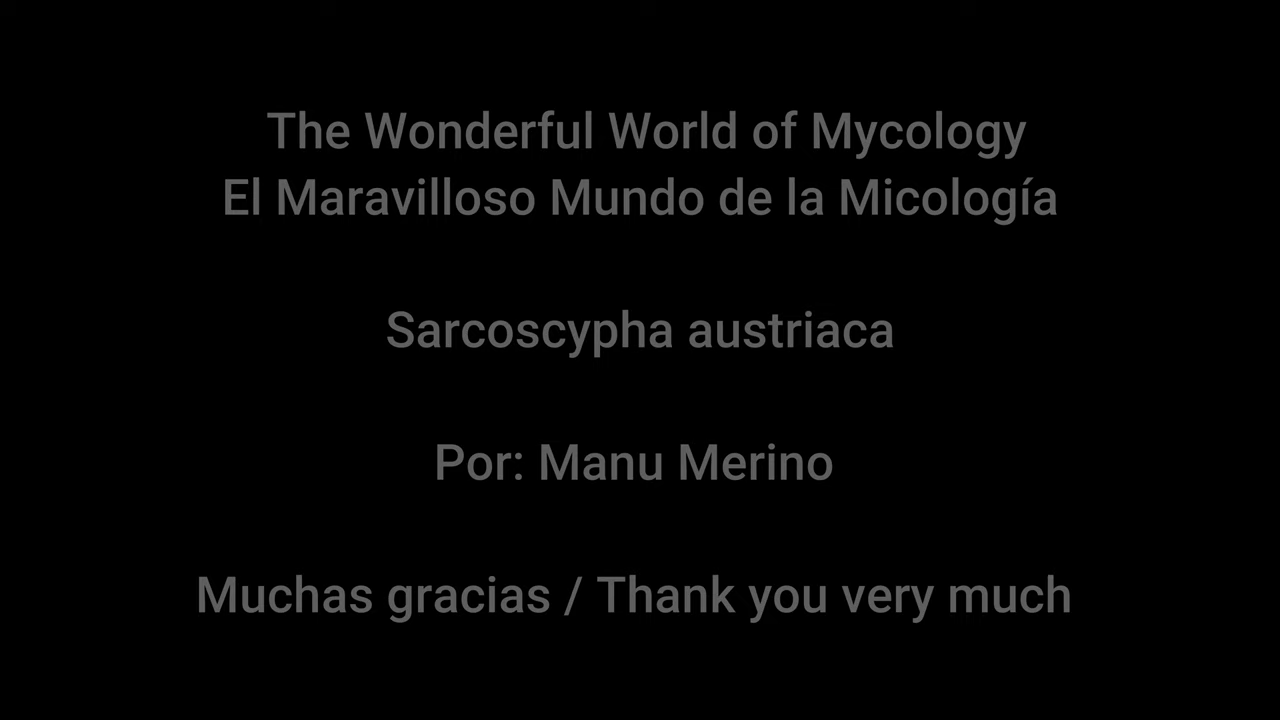 The Wonderful World of Mycology
El Maravilloso Mundo de la Micología
Sarcoscypha austriaca
Por: Manu Merino
Muchas gracias / Thank you very much